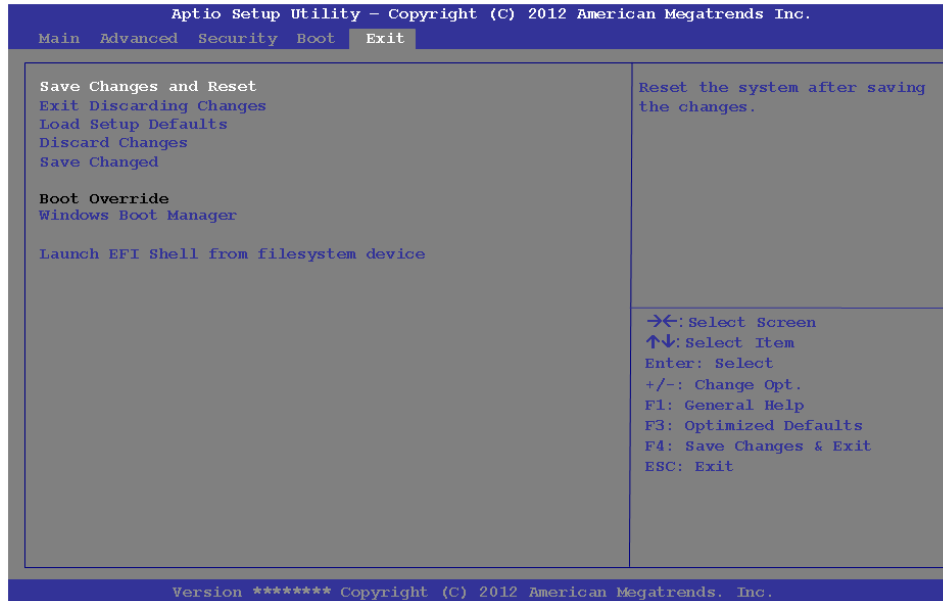 Aptio Setup Utility – Copyright (C) 2012 American Megatrends Inc.
Main Advanced Security Boot Exit
Save Changes and Reset
Exit Discarding Changes
Load Setup Defaults
Discard Changes
Save Changed
Boot Override
Windows Boot Manager
Launch EFI Shell from filesystem device
Reset the system after saving
the changes.
→←:Select Screen
↑↓:Select Item
Enter: Select
+/-: Change Opt.
F1: General Help
F3: Optimized Defaults
F4: Save Changes & Exit
ESC: Exit
Version ******** Copyright (C) 2012 American Megatrends. Inc.